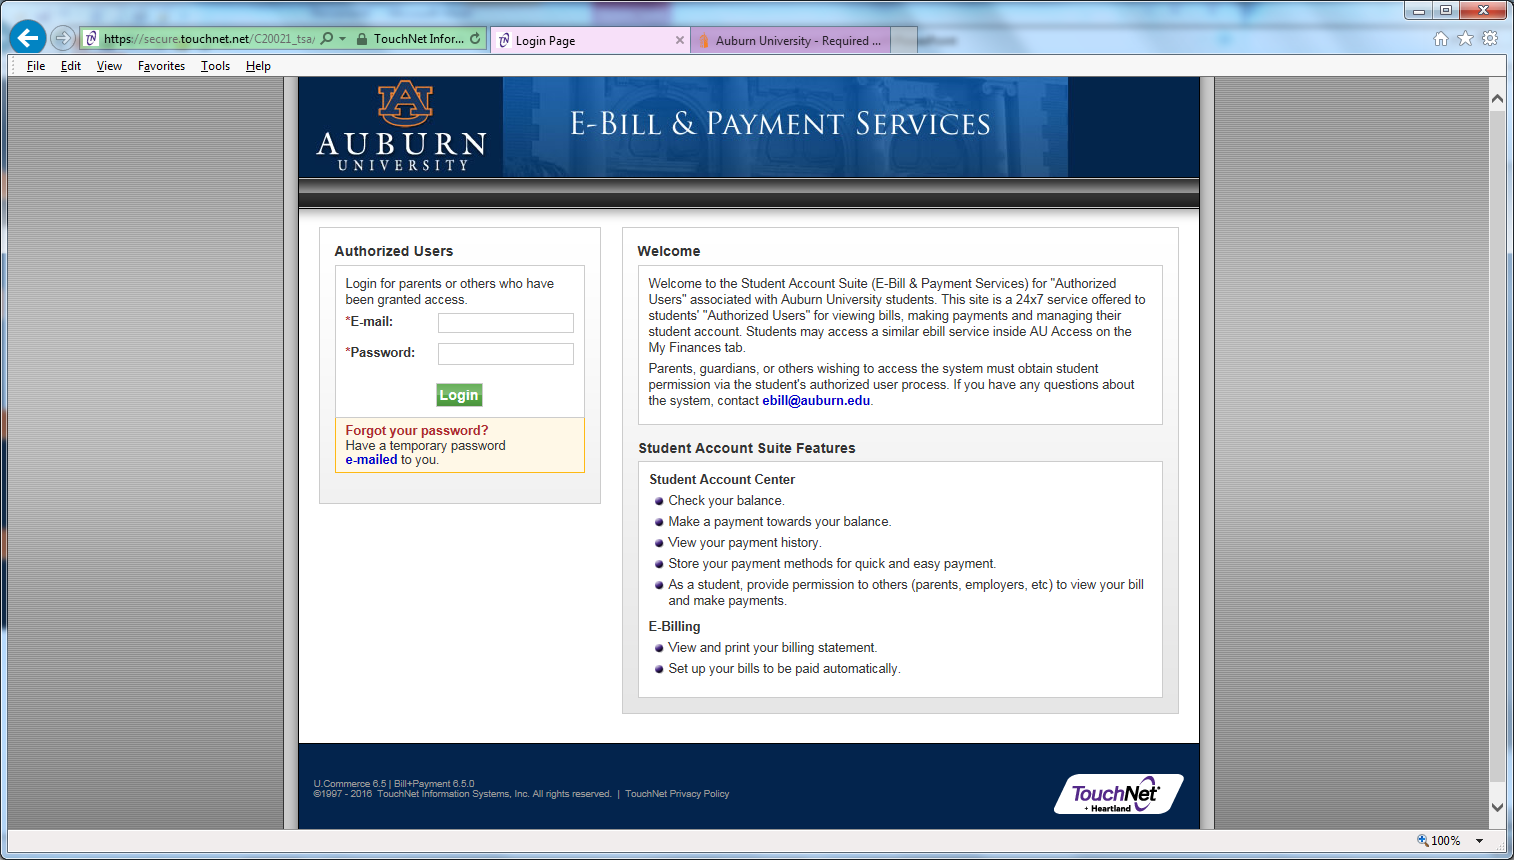 https://secure.touchnet.net/C20021_tsa/
TouchNet Infor...
Login Page
Auburn University - Required ...
File Edit View Favorites Tools Help
AU
AUBURN
UNIVERSITY
E-BILL & PAYMENT SERVICES
Authorized Users
Login for parents or others who have
been granted access.
*E-mail:
*Password:
Login
Forgot your password?
Have a temporary password
e-mailed to you.
Welcome
Welcome to the Student Account Suite (E-Bill & Payment Services) for "Authorized
Users" associated with Auburn University students. This site is a 24x7 service offered to
students' "Authorized Users" for viewing bills, making payments and managing their
student account. Students may access a similar ebill service inside AU Access on the
My Finances tab.
Parents, guardians, or others wishing to access the system must obtain student
permission via the student's authorized user process. If you have any questions about
the system, contact ebill@auburn.edu.
Student Account Suite Features
Student Account Center
Check your balance.
Make a payment towards your balance.
View your payment history.
Store your payment methods for quick and easy payment.
As a student, provide permission to others (parents, employers, etc) to view your bill
and make payments.
E-Billing
View and print your billing statement.
Set up your bills to be paid automatically.
U.Commerce 6.5 | Bill+Payment 6.5.0
©1997 - 2016 TouchNet Information Systems, Inc. All rights reserved. | TouchNet Privacy Policy
TouchNet
+ Heartland
100%